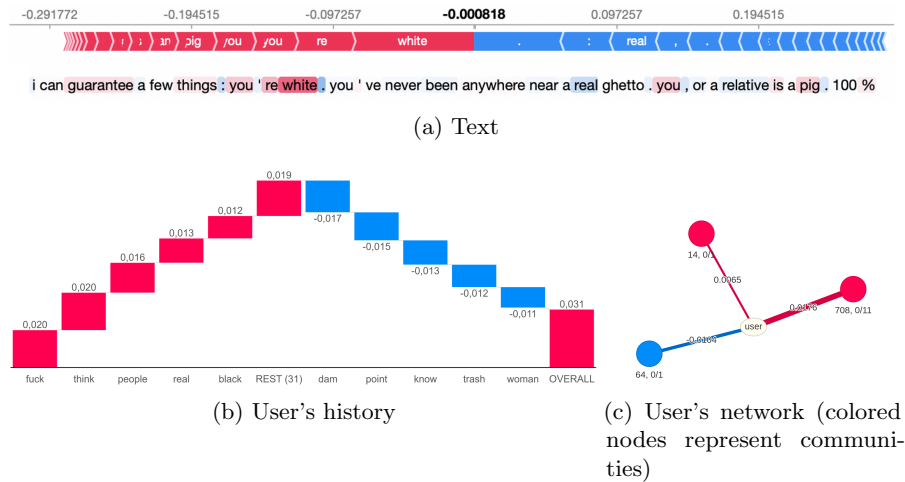 -0.291772 -0.194515 -0.097257 -0.000818 0.097257 0.194515
pig you you re white . : real , .
i can guarantee a few things : you ' re white . you ' ve never been anywhere near a real ghetto . you , or a relative is a pig . 100 %
(a) Text
0,020 0,020 0,016 0,013 0,012 0,019 -0,017 -0,015 -0,013 -0,012 -0,011 0,031
fuck think people real black REST (31) dam point know trash woman OVERALL
(b) User's history
14, 0/1
0.0065
708, 0/11
0.0176
user
-0.0164
64, 0/1
(c) User's network (colored
nodes represent communi-
ties)